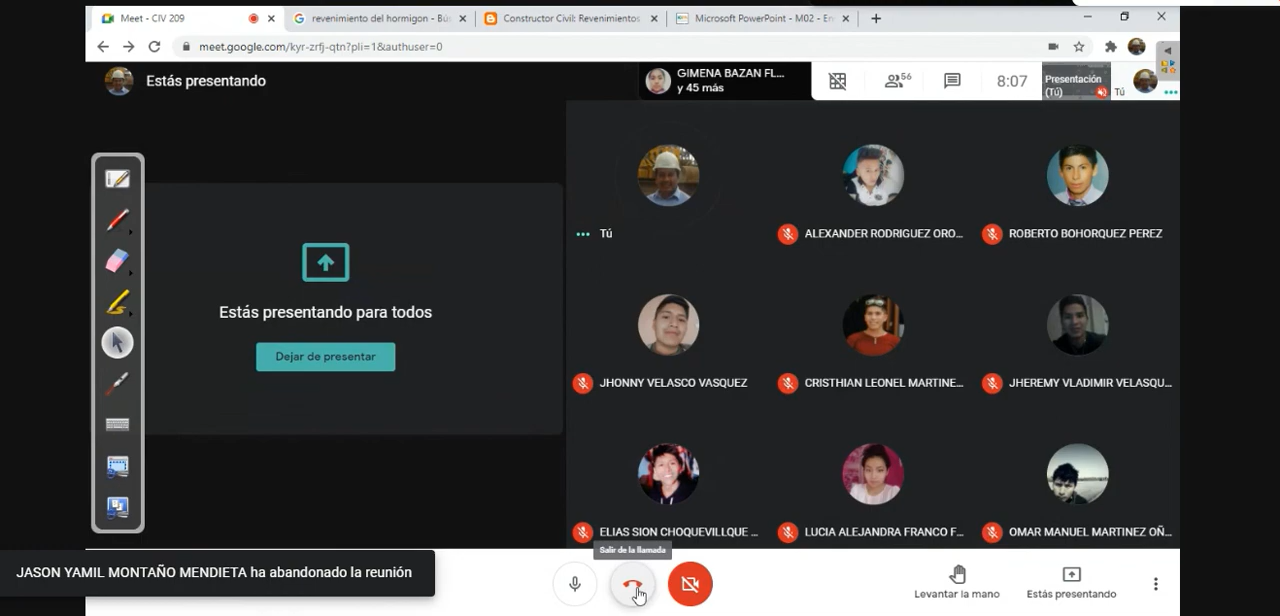 Meet - CIV 209
revenimiento del hormigon - Bús
Constructor Civil: Revenimientos
Microsoft PowerPoint - M02 - En
meet.google.com/kyr-zrfj-qtn?pli=1&authuser=0
Estás presentando
GIMENA BAZAN FL...
y 45 más
56
8:07
Presentación
(Tú)
Tú
Tú
ALEXANDER RODRIGUEZ ORO...
ROBERTO BOHORQUEZ PEREZ
Estás presentando para todos
Dejar de presentar
JHONNY VELASCO VASQUEZ
CRISTHIAN LEONEL MARTINE...
JHEREMY VLADIMIR VELASQU...
ELIAS SION CHOQUEVILLQUE ...
LUCIA ALEJANDRA FRANCO F...
OMAR MANUEL MARTINEZ OÑ...
Salir de la llamada
JASON YAMIL MONTAÑO MENDIETA ha abandonado la reunión
Levantar la mano
Estás presentando